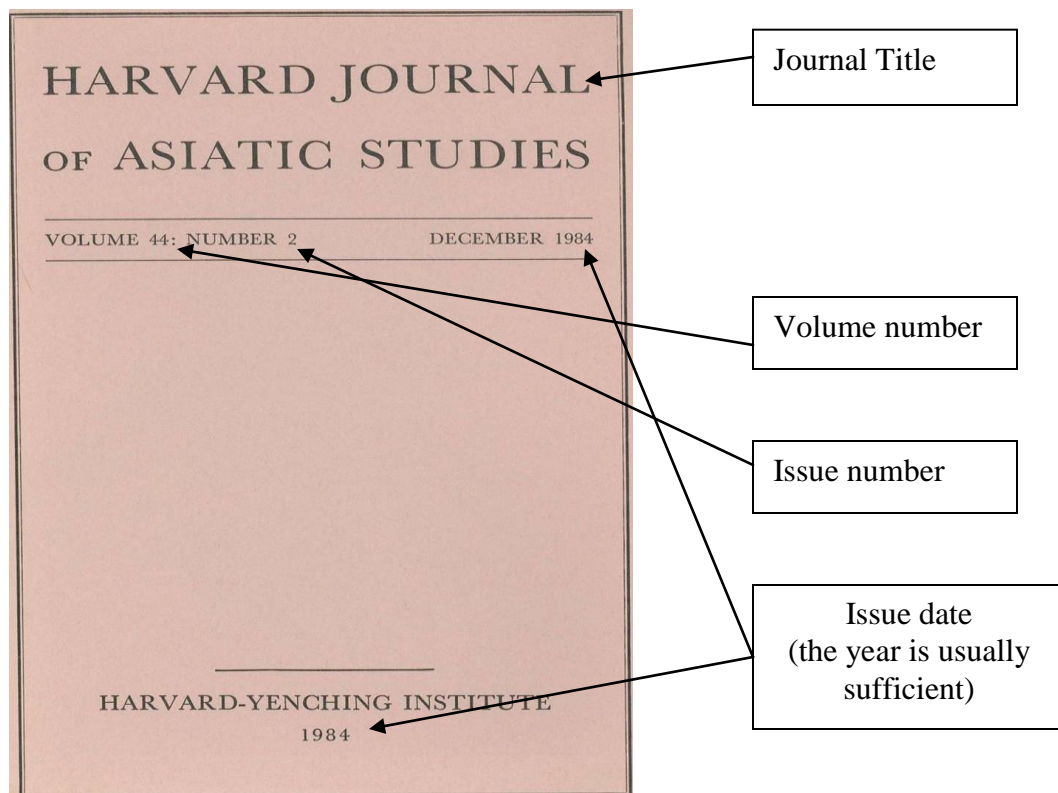 HARVARD JOURNAL
OF ASIATIC STUDIES
VOLUME 44: NUMBER 2 DECEMBER 1984
HARVARD-YENCHING INSTITUTE
1984
Journal Title
Volume number
Issue number
Issue date
(the year is usually
sufficient)